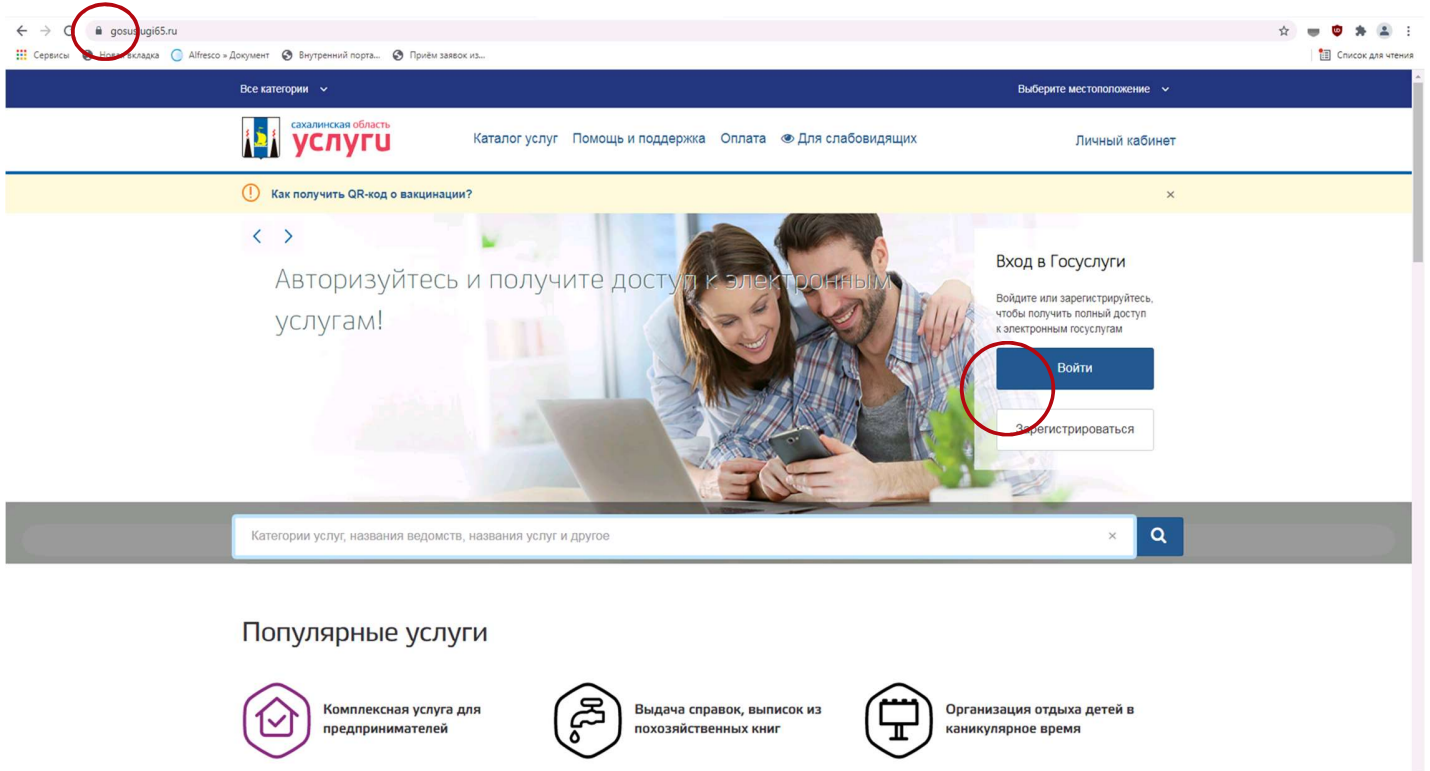 gosuslugi65.ru
Сервисы Новая вкладка Alfresco » Документ Внутренний порта... Приём заявок из... Список для чтения
Все категории Выберите местоположение
сахалинская область
услуги
Каталог услуг Помощь и поддержка Оплата Для слабовидящих Личный кабинет
Как получить QR-код о вакцинации?
Авторизуйтесь и получите доступ к электронным
услугам!
Вход в Госуслуги
Войдите или зарегистрируйтесь,
чтобы получить полный доступ
к электронным госуслугам
Войти
Зарегистрироваться
Категории услуг, названия ведомств, названия услуг и другое
Популярные услуги
Комплексная услуга для
предпринимателей
Выдача справок, выписок из
похозяйственных книг
Организация отдыха детей в
каникулярное время